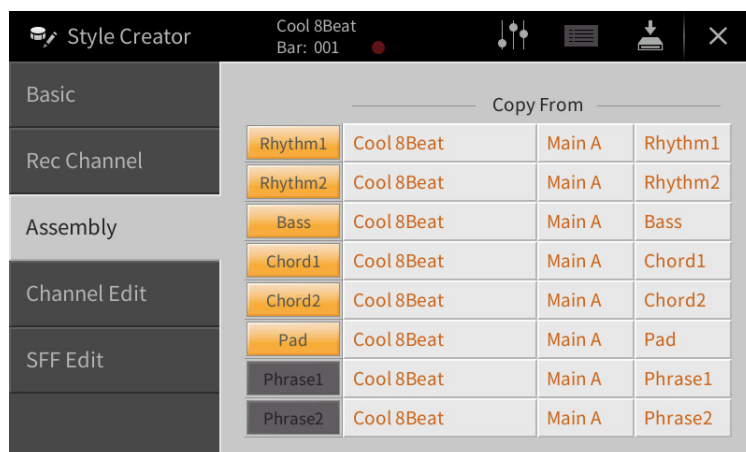 Style Creator
Cool 8Beat
Bar: 001
Basic
Rec Channel
Assembly
Channel Edit
SFF Edit
Copy From
Rhythm1 Cool 8Beat Main A Rhythm1
Rhythm2 Cool 8Beat Main A Rhythm2
Bass Cool 8Beat Main A Bass
Chord1 Cool 8Beat Main A Chord1
Chord2 Cool 8Beat Main A Chord2
Pad Cool 8Beat Main A Pad
Phrase1 Cool 8Beat Main A Phrase1
Phrase2 Cool 8Beat Main A Phrase2